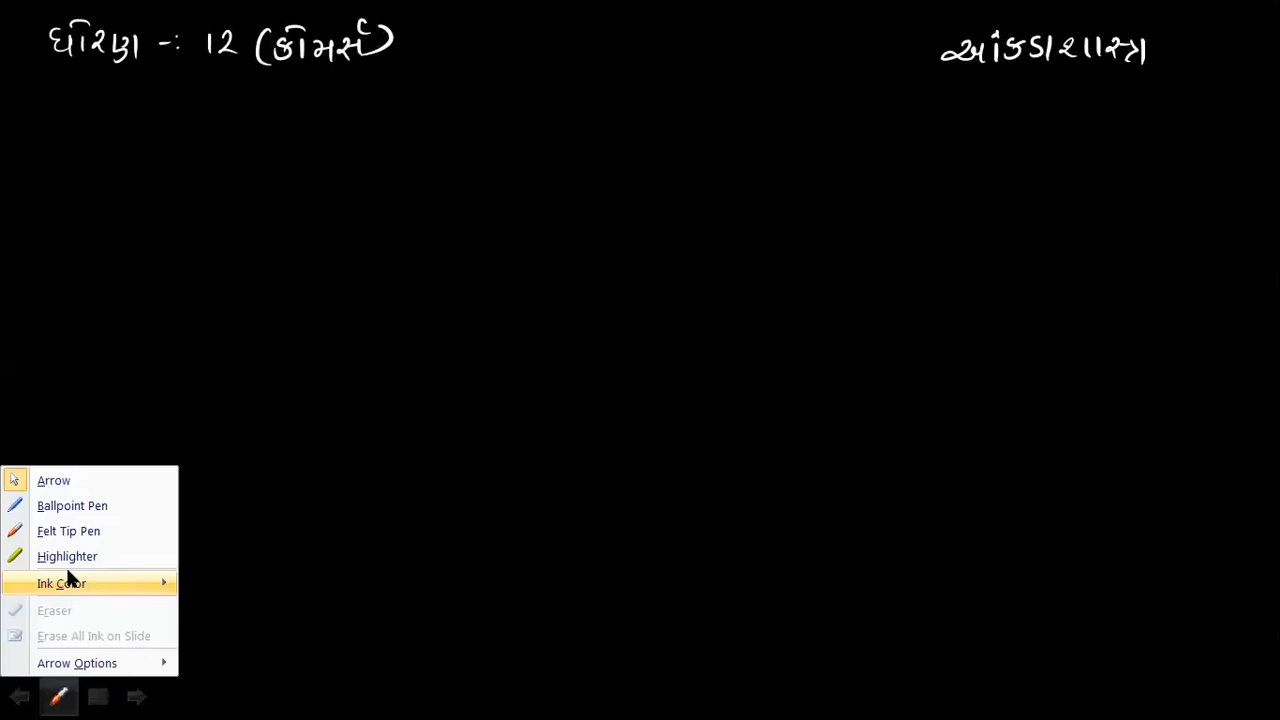 ધોરણ -: 12 (કોમર્સ)
આંકડાશાસ્ત્ર
Arrow
Ballpoint Pen
Felt Tip Pen
Highlighter
Ink Color
Eraser
Erase All Ink on Slide
Arrow Options